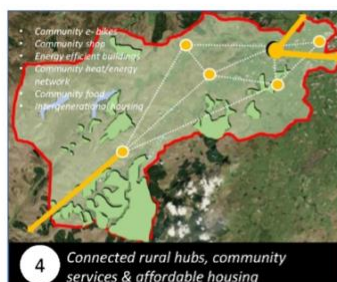 • Community e-bikes
• Community shop
• Energy efficient buildings
• Community heat/energy
network
• Community food
• Intergenerational housing
4
Connected rural hubs, community
services & affordable housing